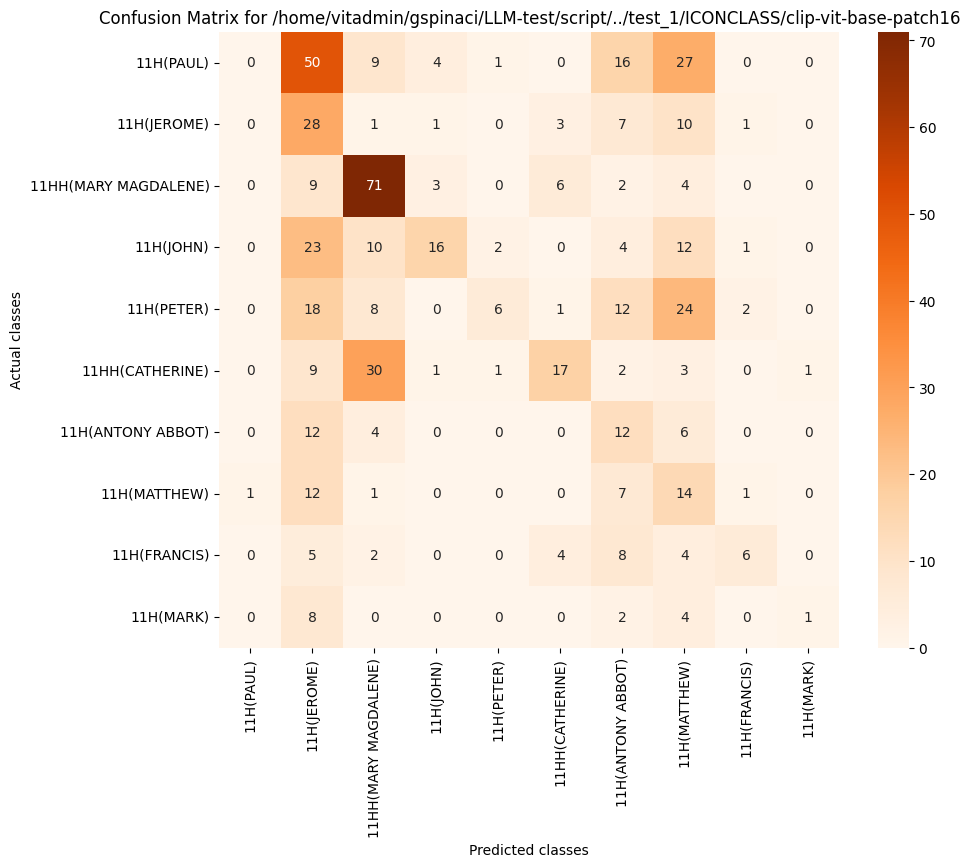 Confusion Matrix for /home/vitadmin/gspinaci/LLM-test/script/../test_1/ICONCLASS/clip-vit-base-patch16
11H(PAUL) 0 50 9 4 1 0 16 27 0 0
11H(JEROME) 0 28 1 1 0 3 7 10 1 0
11HH(MARY MAGDALENE) 0 9 71 3 0 6 2 4 0 0
11H(JOHN) 0 23 10 16 2 0 4 12 1 0
11H(PETER) 0 18 8 0 6 1 12 24 2 0
11HH(CATHERINE) 0 9 30 1 1 17 2 3 0 1
11H(ANTONY ABBOT) 0 12 4 0 0 0 12 6 0 0
11H(MATTHEW) 1 12 1 0 0 0 7 14 1 0
11H(FRANCIS) 0 5 2 0 0 4 8 4 6 0
11H(MARK) 0 8 0 0 0 0 2 4 0 1
Actual classes
11H(PAUL)
11H(JEROME)
11HH(MARY MAGDALENE)
11H(JOHN)
11H(PETER)
11HH(CATHERINE)
11H(ANTONY ABBOT)
11H(MATTHEW)
11H(FRANCIS)
11H(MARK)
Predicted classes
70
60
50
40
30
20
10
0